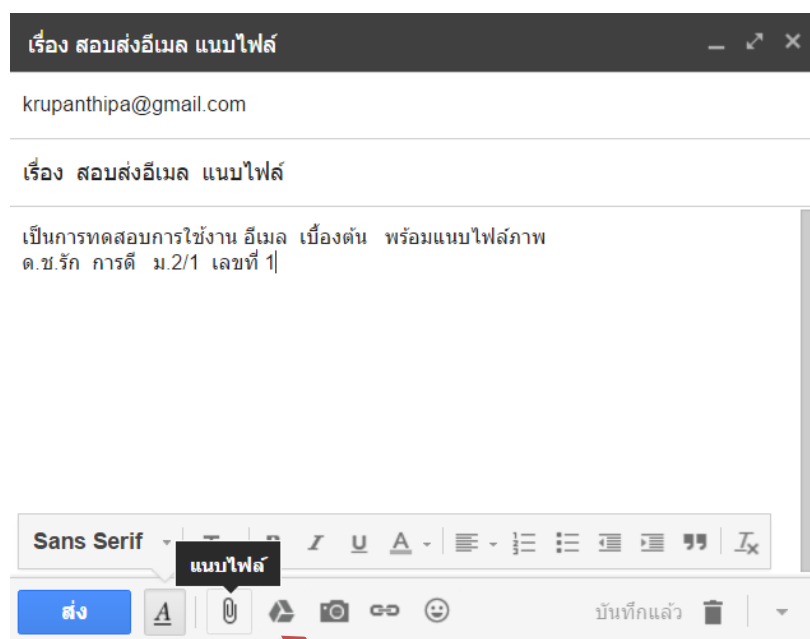 เรื่อง สอบส่งอีเมล แนบไฟล์
krupanthipa@gmail.com
เรื่อง สอบส่งอีเมล แนบไฟล์
เป็นการทดสอบการใช้งาน อีเมล เบื้องต้น พร้อมแนบไฟล์ภาพ
ด.ช.รัก การดี ม.2/1 เลขที่ 1
Sans Serif
แนบไฟล์
ส่ง
บันทึกแล้ว